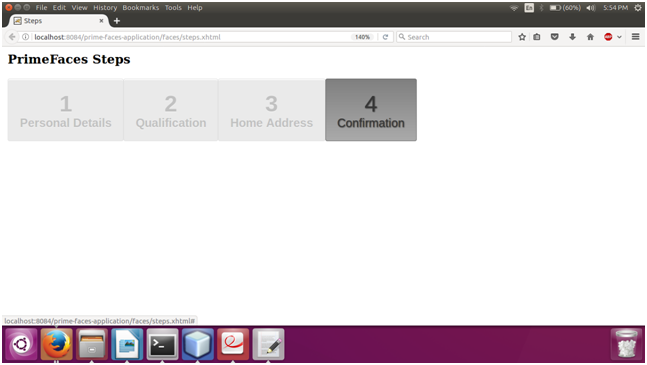 File Edit View History Bookmarks Tools Help
En
(60%)
5:54 PM
Steps
localhost:8084/prime-faces-application/faces/steps.xhtml
140%
Search
ABP
PrimeFaces Steps
1
Personal Details
2
Qualification
3
Home Address
4
Confirmation
localhost:8084/prime-faces-application/faces/steps.xhtml#